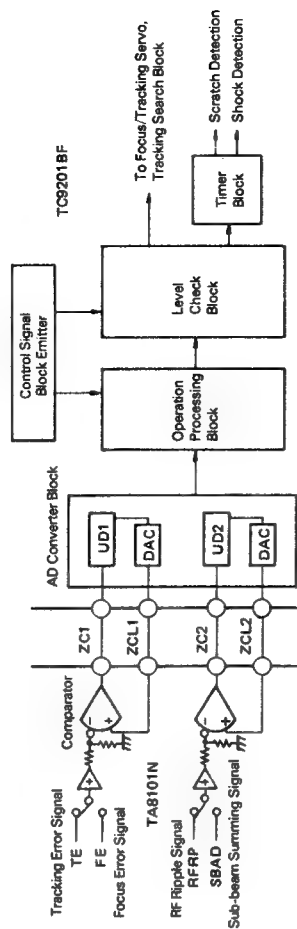 Tracking Error Signal
TE
FE
Focus Error Signal
Comparator
TA8101N
RF Ripple Signal
RFRP
SBAD
Sub-beam Summing Signal
ZC1
ZCL1
ZC2
ZCL2
AD Converter Block
UD1
DAC
UD2
DAC
Control Signal
Block Emitter
Operation
Processing
Block
Level
Check
Block
TC9201BF
To Focus/Tracking Servo,
Tracking Search Block
Timer
Block
Scratch Detection
Shock Detection